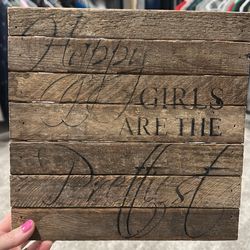 Happy
GIRLS
ARE THE
Prettiest